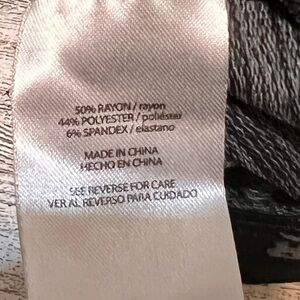 50% RAYON / rayon
44% POLYESTER / poliéster
6% SPANDEX / elastano
MADE IN CHINA
HECHO EN CHINA
SEE REVERSE FOR CARE
VER AL REVERSO PARA CUIDADO